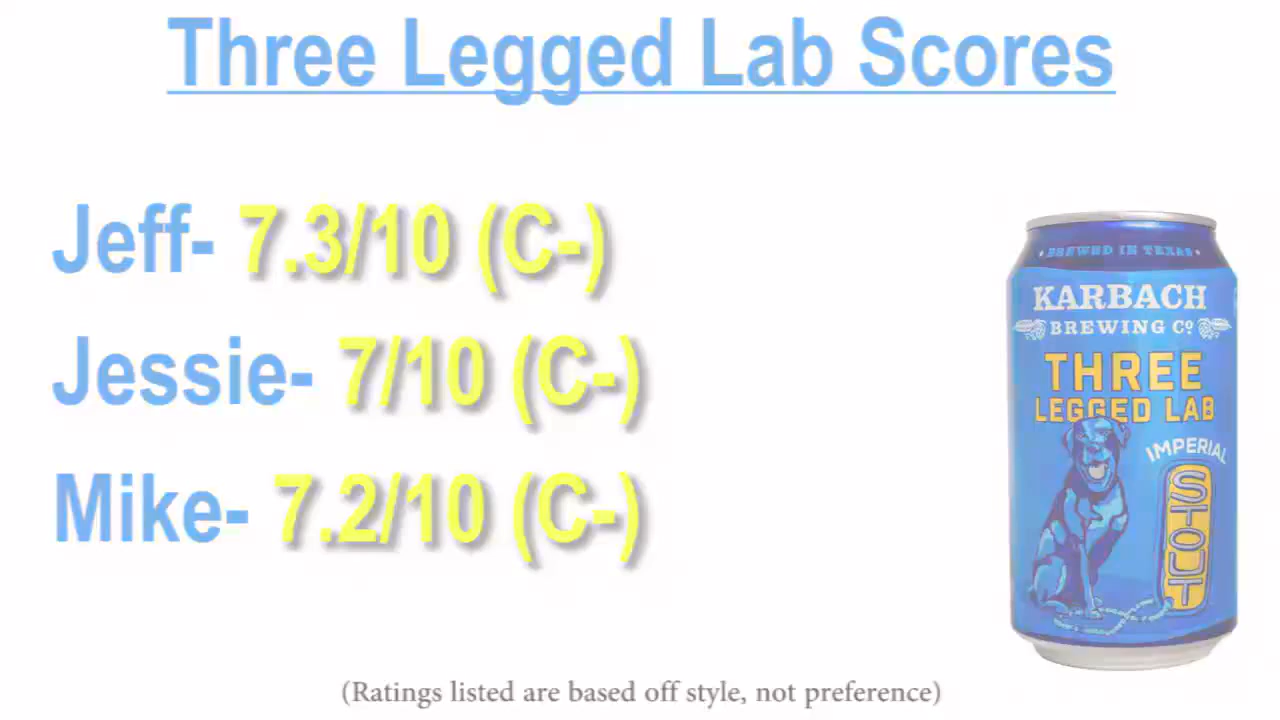 Three Legged Lab Scores
Jeff- 7.3/10 (C-)
Jessie- 7/10 (C-)
Mike- 7.2/10 (C-)
• BREWED IN TEXAS •
KARBACH
BREWING CO
THREE
LEGGED LAB
IMPERIAL
STOUT
(Ratings listed are based off style, not preference)